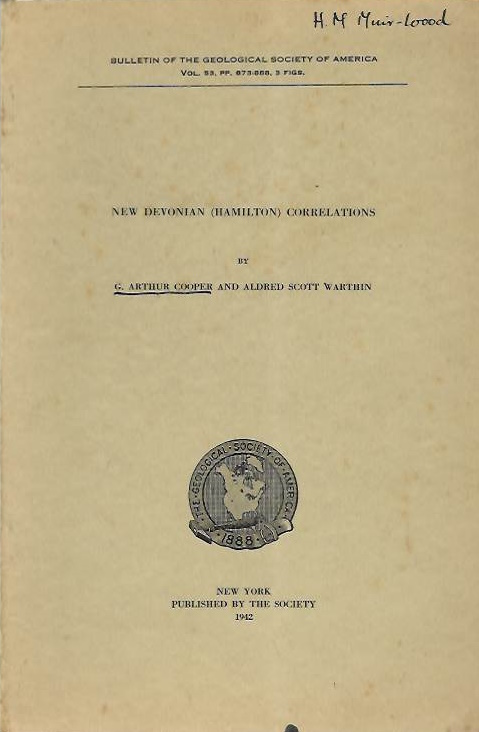 H. M Muir-Wood
BULLETIN OF THE GEOLOGICAL SOCIETY OF AMERICA
VOL. 53, PP. 873-888, 3 FIGS.
NEW DEVONIAN (HAMILTON) CORRELATIONS
BY
G. ARTHUR COOPER AND ALDRED SCOTT WARTHIN
THE·GEOLOGICAL·SOCIETY·OF·AMERICA
·1888·
NEW YORK
PUBLISHED BY THE SOCIETY
1942